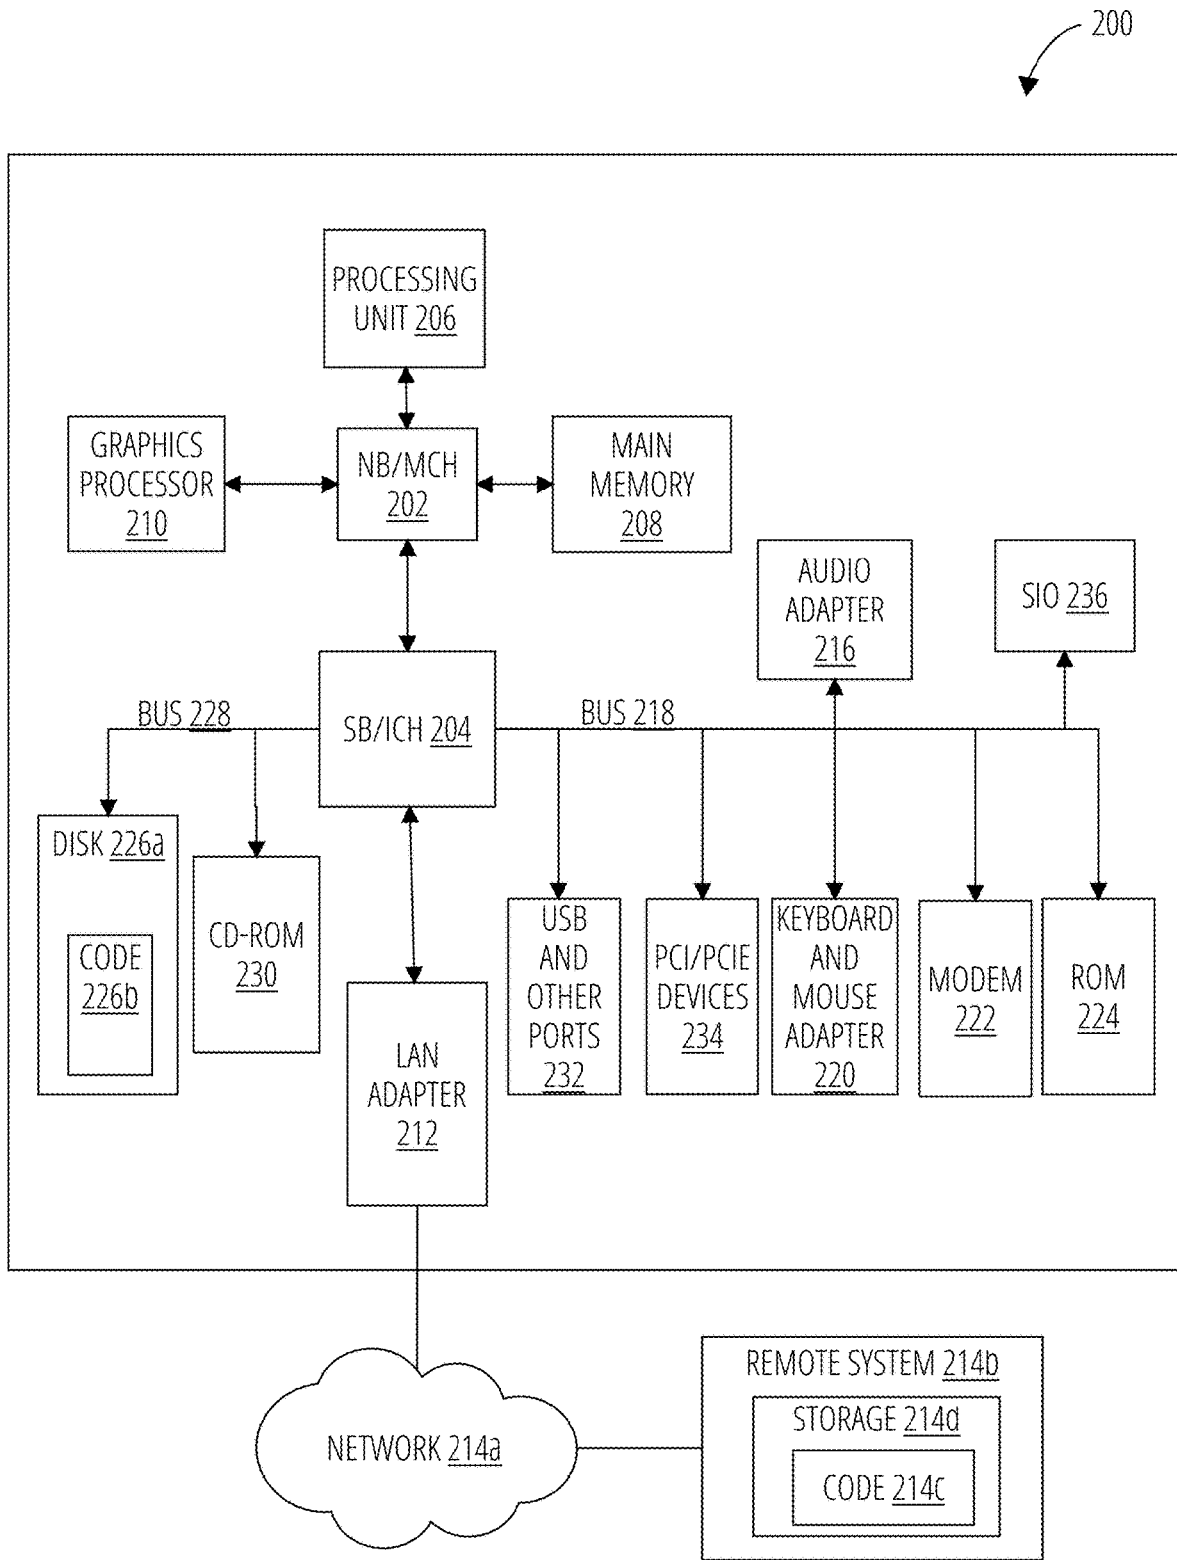 200
PROCESSING
UNIT 206
GRAPHICS
PROCESSOR
210
NB/MCH
202
MAIN
MEMORY
208
AUDIO
ADAPTER
216
SIO 236
BUS 228
SB/ICH 204
BUS 218
DISK 226a
CODE
226b
CD-ROM
230
LAN
ADAPTER
212
USB
AND
OTHER
PORTS
232
PCI/PCIE
DEVICES
234
KEYBOARD
AND
MOUSE
ADAPTER
220
MODEM
222
ROM
224
NETWORK 214a
REMOTE SYSTEM 214b
STORAGE 214d
CODE 214c